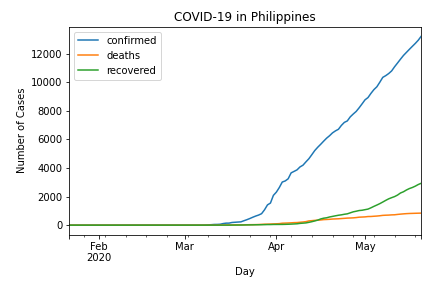 COVID-19 in Philippines
confirmed
deaths
recovered
Number of Cases
12000
10000
8000
6000
4000
2000
0
Feb
2020
Mar
Apr
May
Day